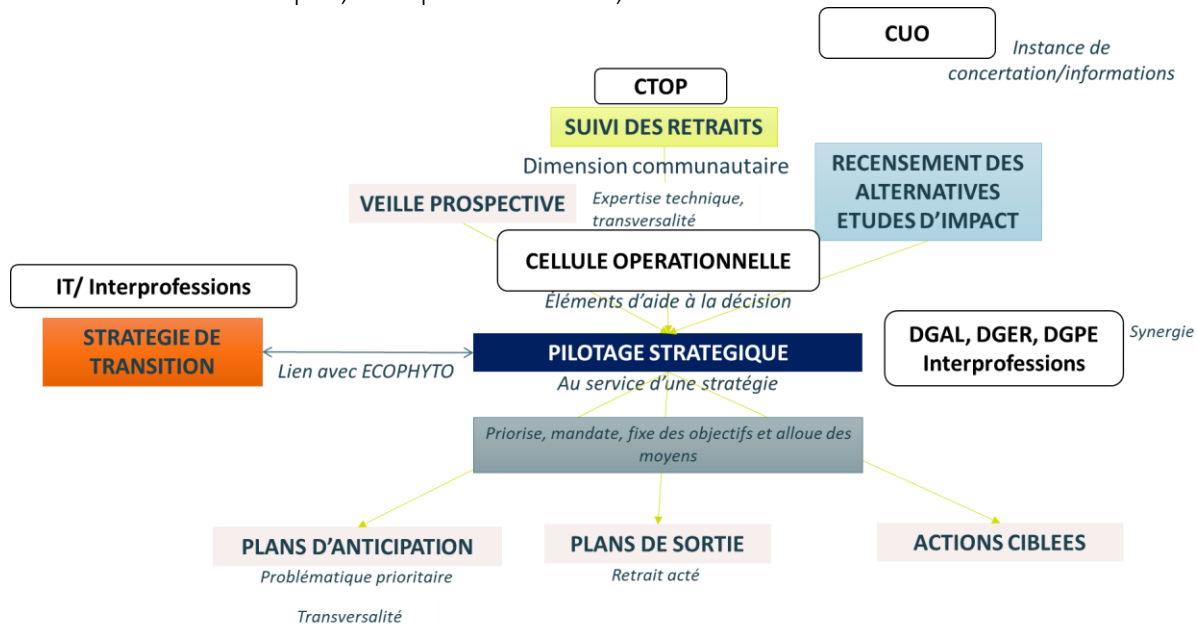 CUO
Instance de
concertation/informations
CTOP
SUIVI DES RETRAITS
Dimension communautaire
RECENSEMENT DES
ALTERNATIVES
ETUDES D'IMPACT
VEILLE PROSPECTIVE
Expertise technique,
transversalité
CELLULE OPERATIONNELLE
Éléments d'aide à la décision
IT/ Interprofessions
STRATEGIE DE
TRANSITION
Lien avec ECOPHYTO
PILOTAGE STRATEGIQUE
Au service d'une stratégie
DGAL, DGER, DGPE
Interprofessions
Synergie
Priorise, mandate, fixe des objectifs et alloue des
moyens
PLANS D'ANTICIPATION
Problématique prioritaire
Transversalité
PLANS DE SORTIE
Retrait acté
ACTIONS CIBLEES